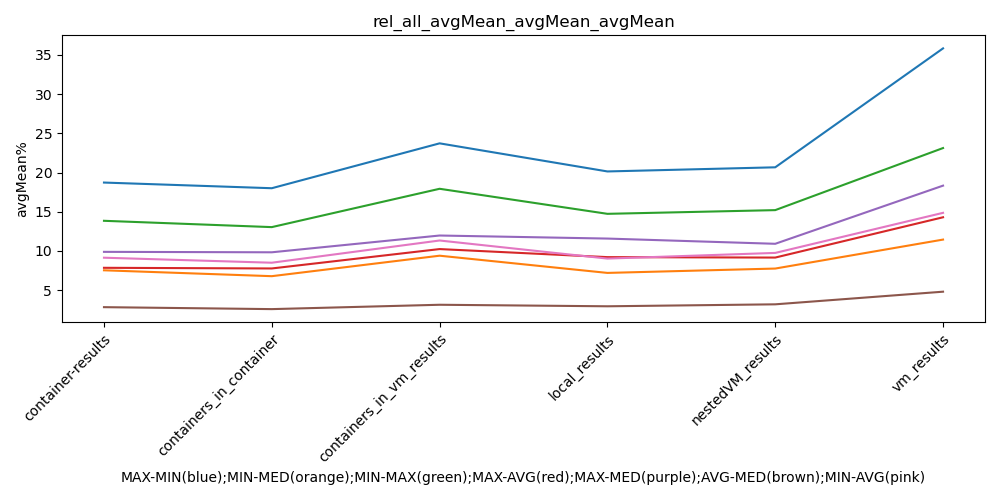 rel_all_avgMean_avgMean_avgMean
avgMean%
35
30
25
20
15
10
5
container-results
containers_in_container
containers_in_vm_results
local_results
nestedVM_results
vm_results
MAX-MIN(blue);MIN-MED(orange);MIN-MAX(green);MAX-AVG(red);MAX-MED(purple);AVG-MED(brown);MIN-AVG(pink)